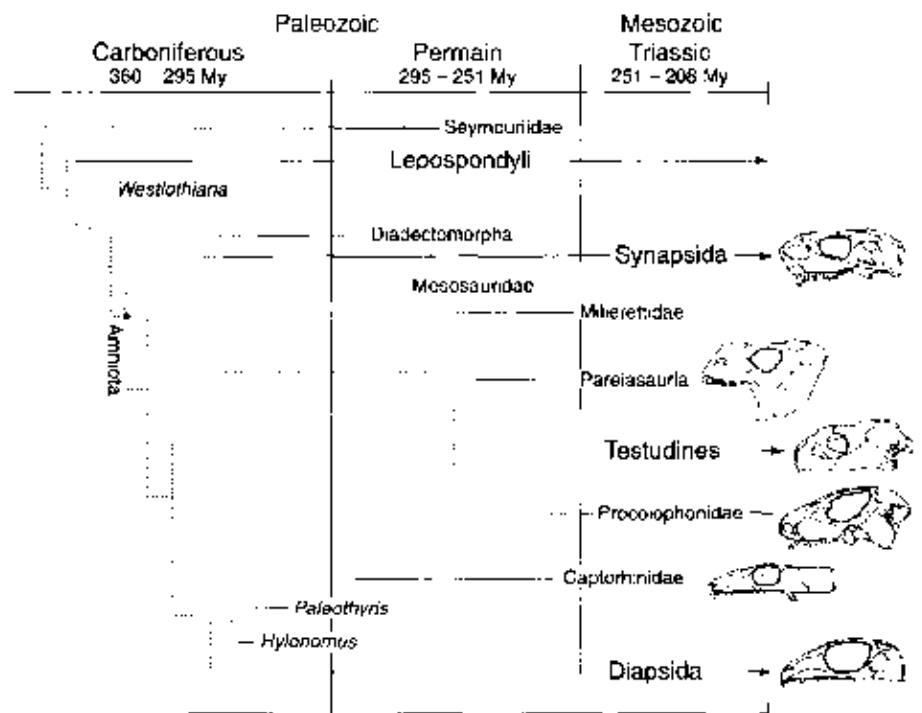 Paleozoic
Mesozoic
Carboniferous
Permain
Triassic
360 – 295 My
295 – 251 My
251 – 208 My
Seymouriidae
Lepospondyli
Westlothiana
Diadectomorpha
Synapsida
Mesosauridae
Millerettidae
Amniota
Pareiasauria
Testudines
Procolophonidae
Captorhinidae
Paleothyris
Hylonomus
Diapsida